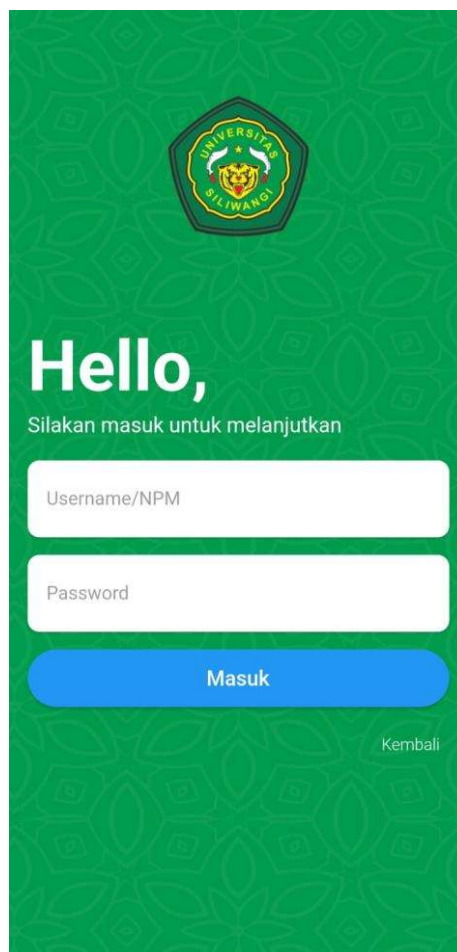 UNIVERSITAS
SILIWANGI
Hello,
Silakan masuk untuk melanjutkan
Username/NPM
Password
Masuk
Kembali